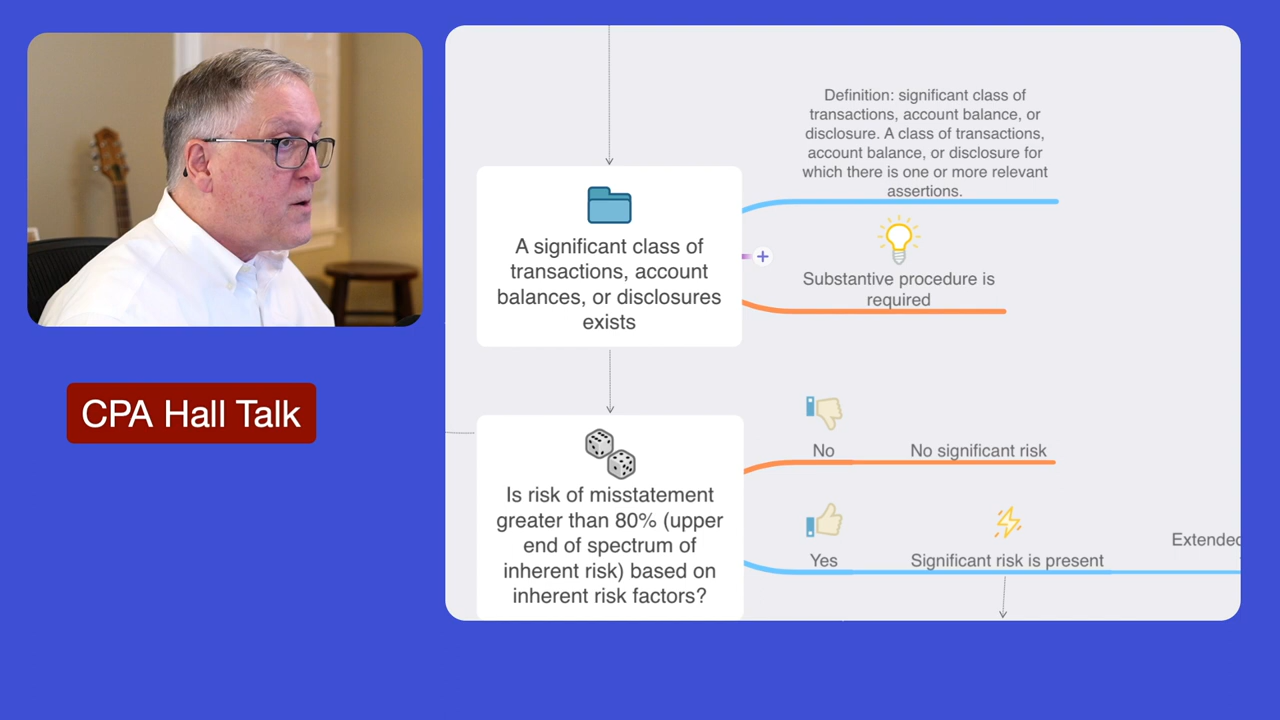 CPA Hall Talk
Definition: significant class of
transactions, account balance, or
disclosure. A class of transactions,
account balance, or disclosure for
which there is one or more relevant
assertions.
A significant class of
transactions, account
balances, or disclosures
exists
Substantive procedure is
required
Is risk of misstatement
greater than 80% (upper
end of spectrum of
inherent risk) based on
inherent risk factors?
No
No significant risk
Yes
Significant risk is present
Extended